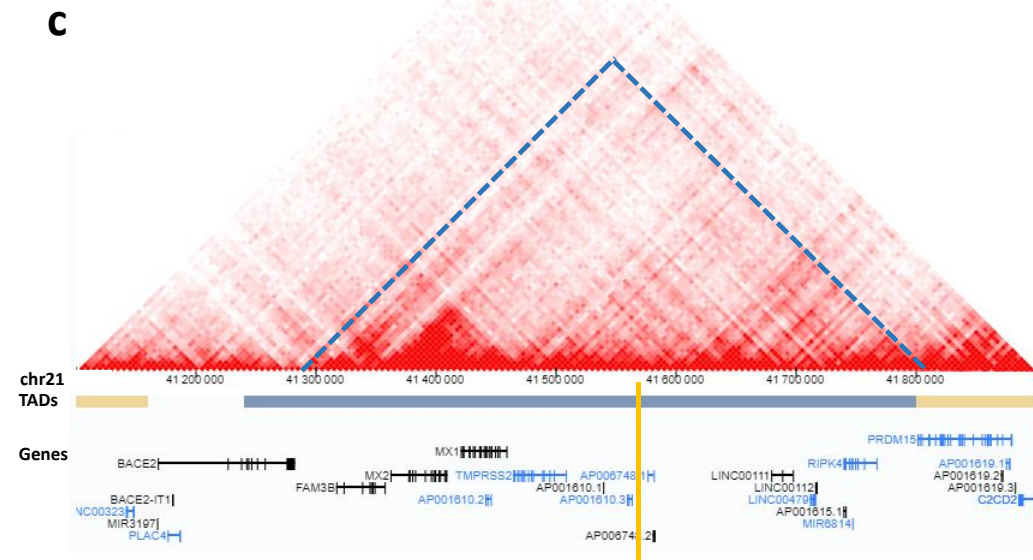 C
chr21
41 200 000 41 300 000 41 400 000 41 500 000 41 600 000 41 700 000 41 800 000
TADs
Genes
PRDM15
MX1
BACE2 RIPK4 AP001619.1
MX2 TMPRSS2 LINC00111 AP001619.2
FAM3B AP001610.1 LINC00112 AP001619.3
BACE2-IT1 AP001610.2 AP001610.3 LINC00479 C2CD2
NC00323 AP001615.1
MIR3197 MIR6814
PLAC4